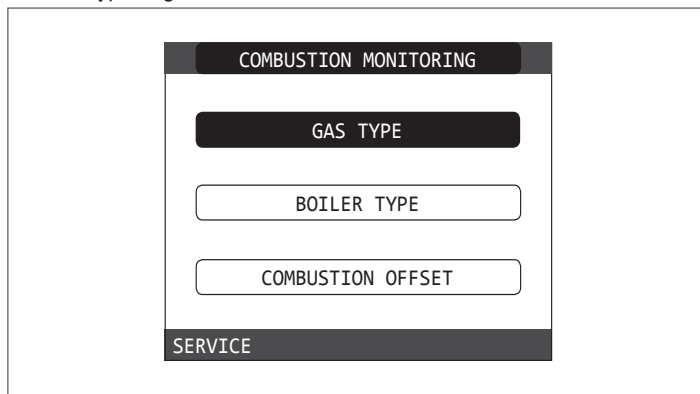 COMBUSTION MONITORING
GAS TYPE
BOILER TYPE
COMBUSTION OFFSET
SERVICE